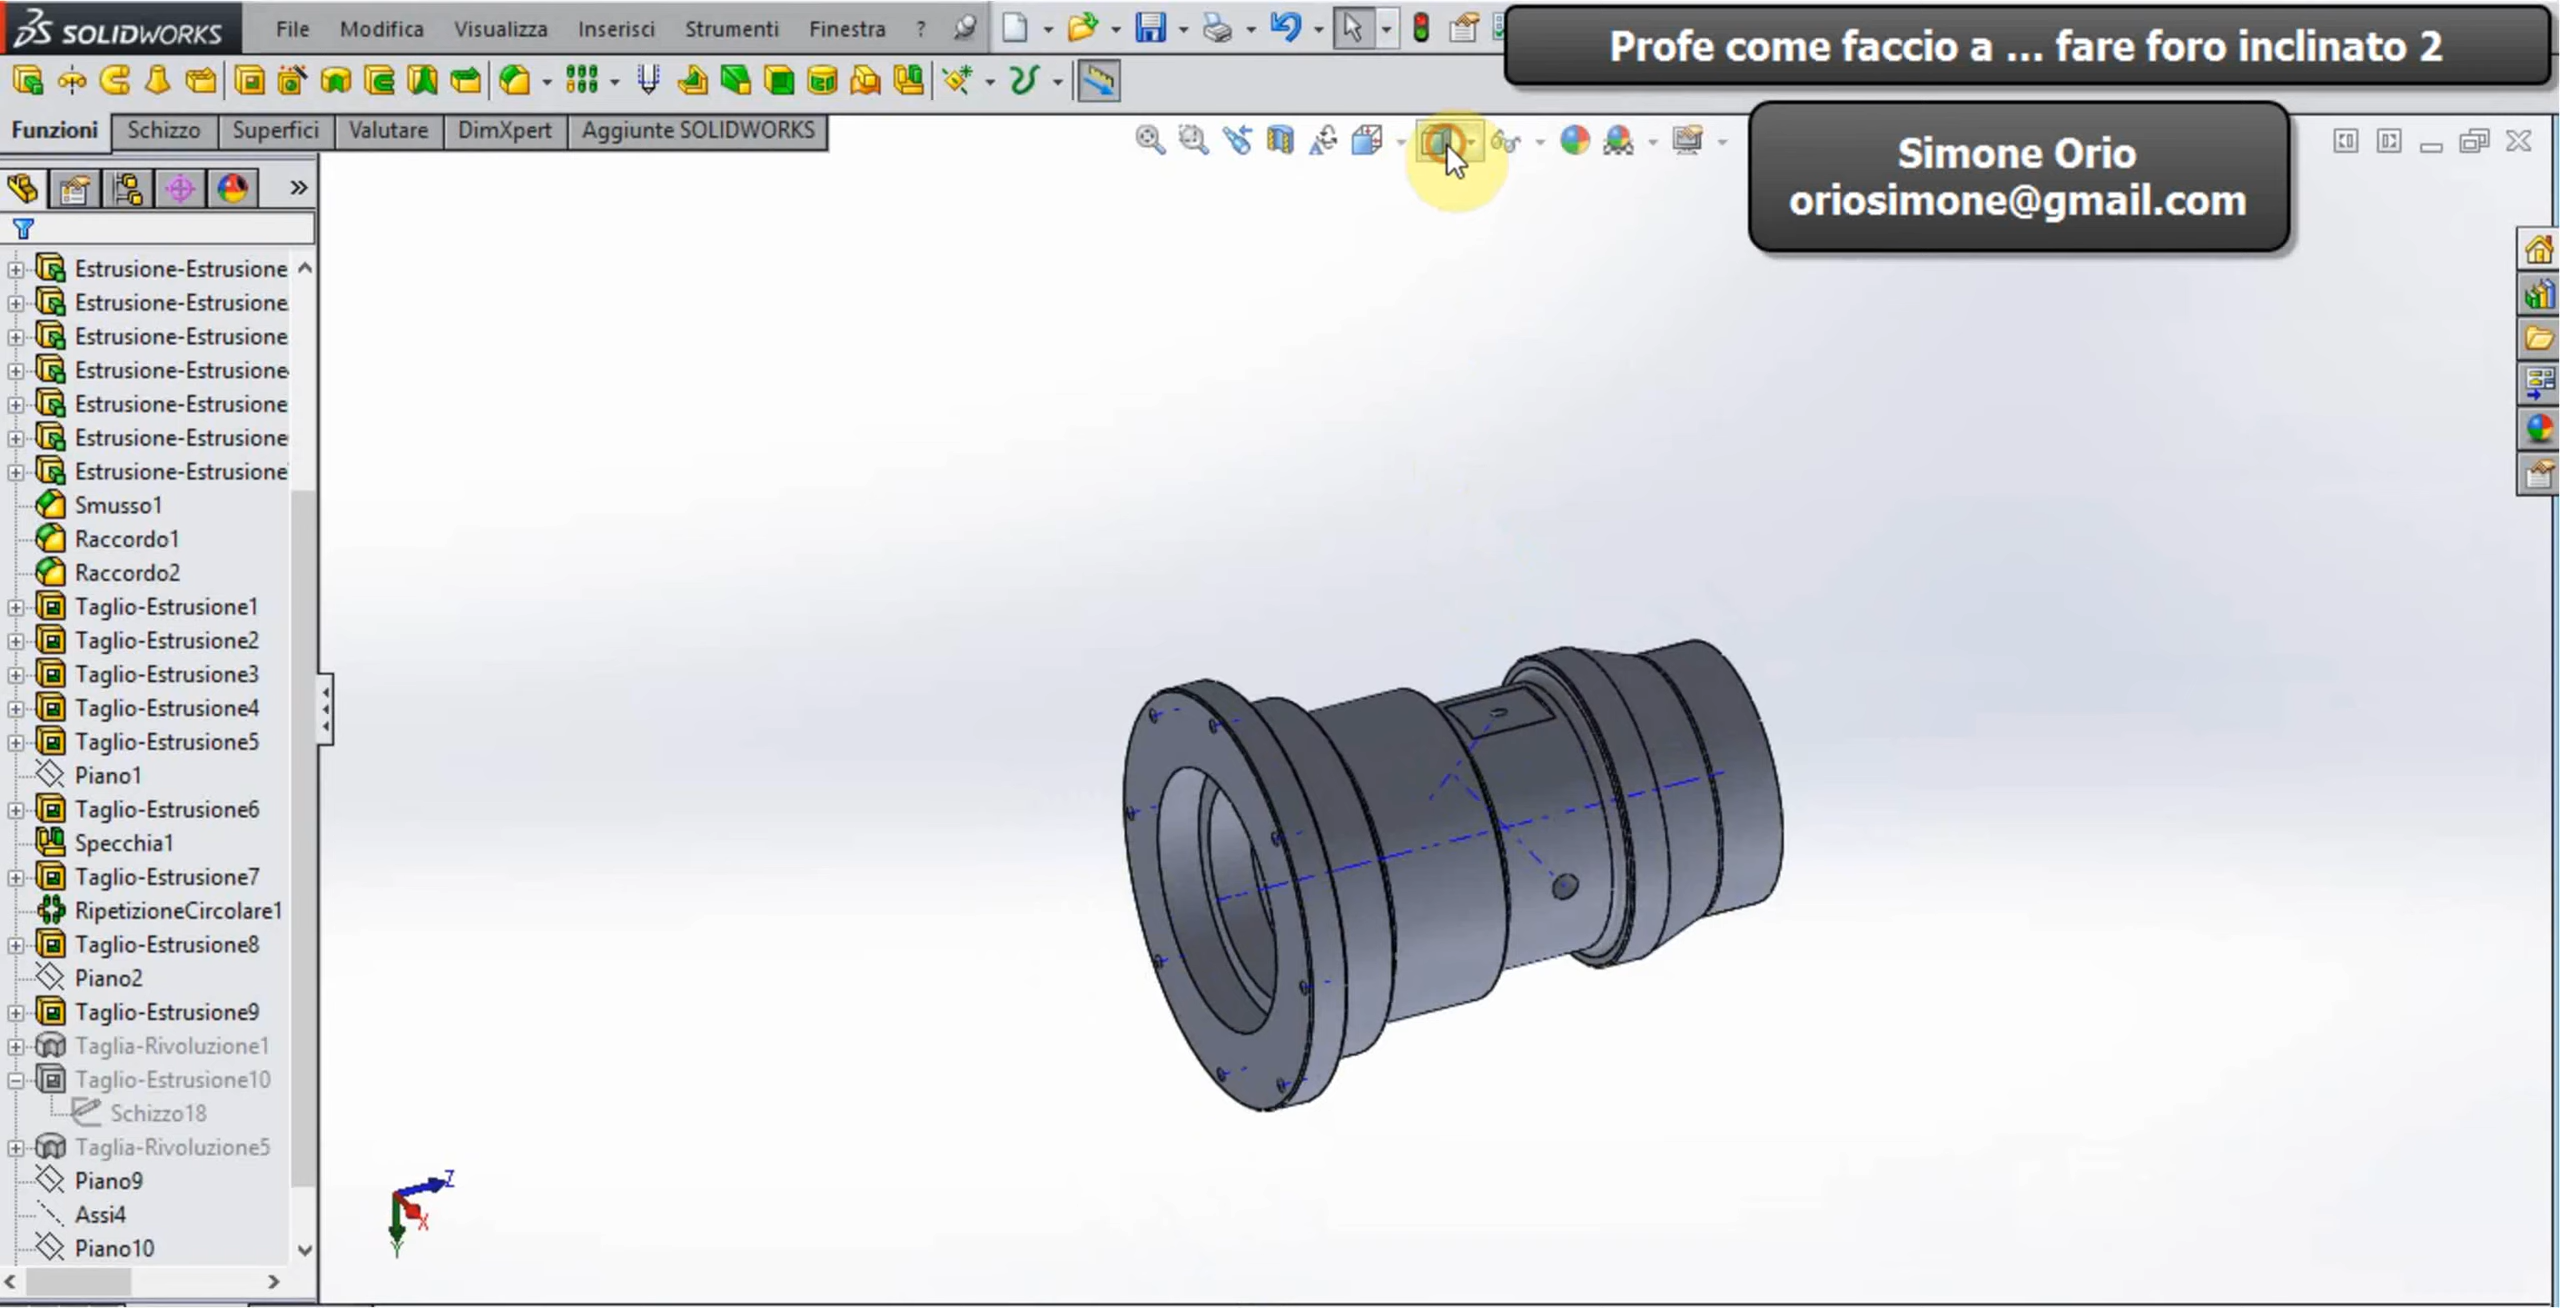 SOLIDWORKS
File Modifica Visualizza Inserisci Strumenti Finestra ?
Profe come faccio a ... fare foro inclinato 2
Simone Orio
oriosimone@gmail.com
Funzioni Schizzo Superfici Valutare DimXpert Aggiunte SOLIDWORKS
»
Estrusione-Estrusione
Estrusione-Estrusione
Estrusione-Estrusione
Estrusione-Estrusione
Estrusione-Estrusione
Estrusione-Estrusione
Estrusione-Estrusione
Smusso1
Raccordo1
Raccordo2
Taglio-Estrusione1
Taglio-Estrusione2
Taglio-Estrusione3
Taglio-Estrusione4
Taglio-Estrusione5
Piano1
Taglio-Estrusione6
Specchia1
Taglio-Estrusione7
RipetizioneCircolare1
Taglio-Estrusione8
Piano2
Taglio-Estrusione9
Taglia-Rivoluzione1
Taglio-Estrusione10
Schizzo18
Taglia-Rivoluzione5
Piano9
Assi4
Piano10
Z
X
Y